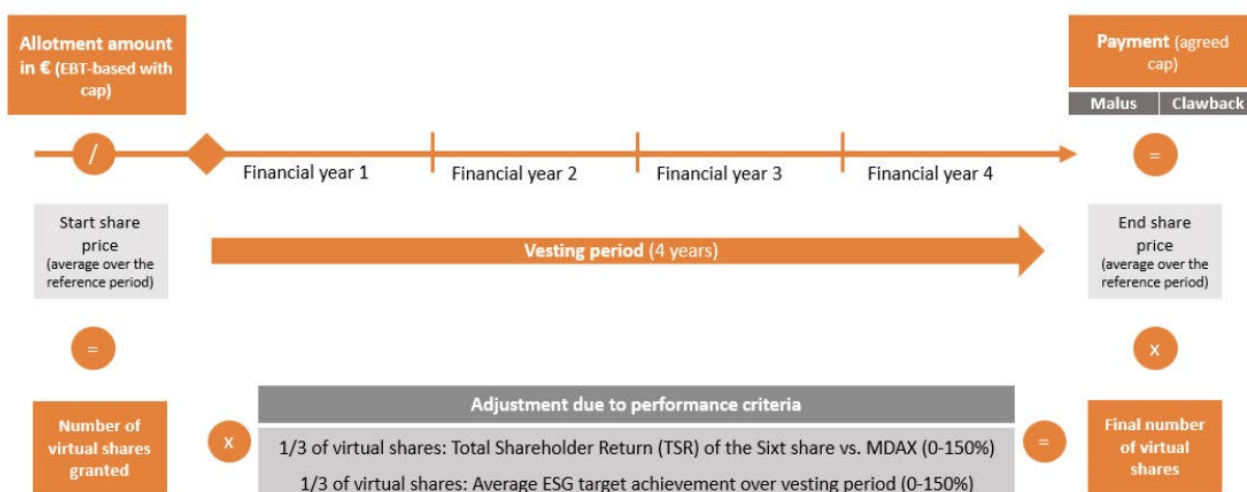 Allotment amount
in € (EBT-based with
cap)
Payment (agreed
cap)
Malus
Clawback
/
=
Financial year 1
Financial year 2
Financial year 3
Financial year 4
Start share
price
(average over the
reference period)
Vesting period (4 years)
End share
price
(average over the
reference period)
=
x
Number of
virtual shares
granted
x
Adjustment due to performance criteria
1/3 of virtual shares: Total Shareholder Return (TSR) of the Sixt share vs. MDAX (0-150%)
1/3 of virtual shares: Average ESG target achievement over vesting period (0-150%)
=
Final number
of virtual
shares